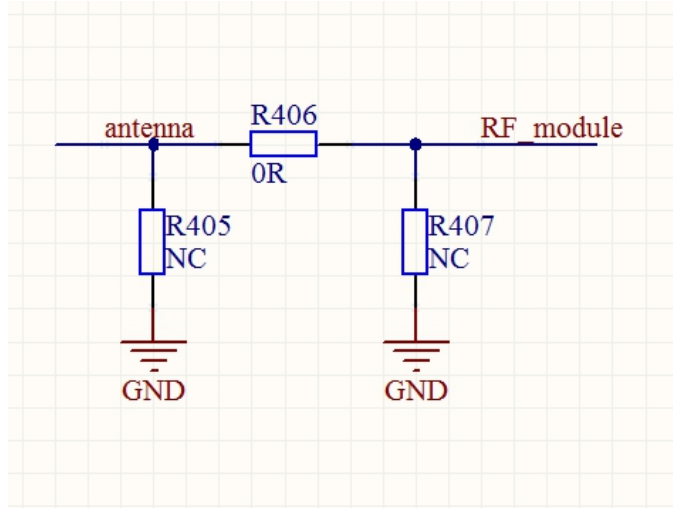 R406
antenna
RF_module
0R
R405
R407
NC
NC
GND
GND